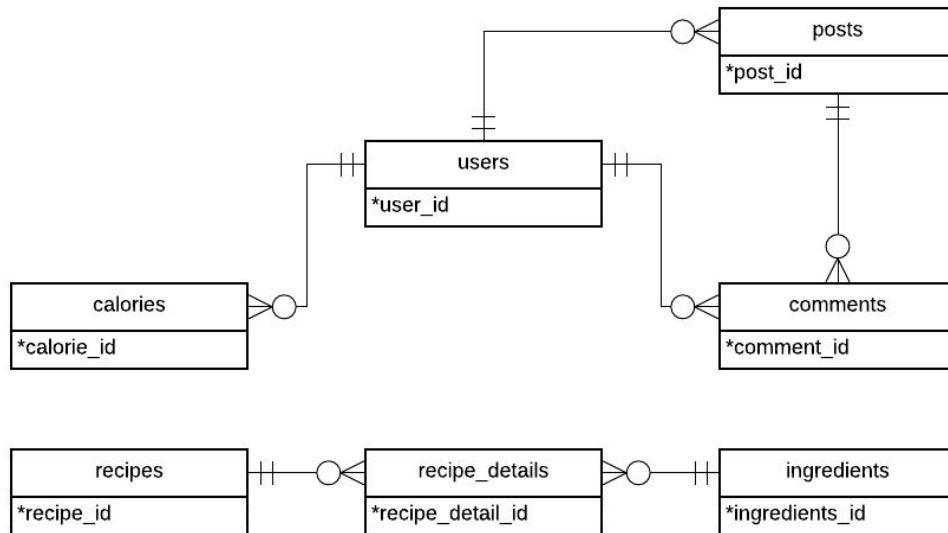 posts
*post_id
users
*user_id
calories
*calorie_id
comments
*comment_id
recipes
*recipe_id
recipe_details
*recipe_detail_id
ingredients
*ingredients_id